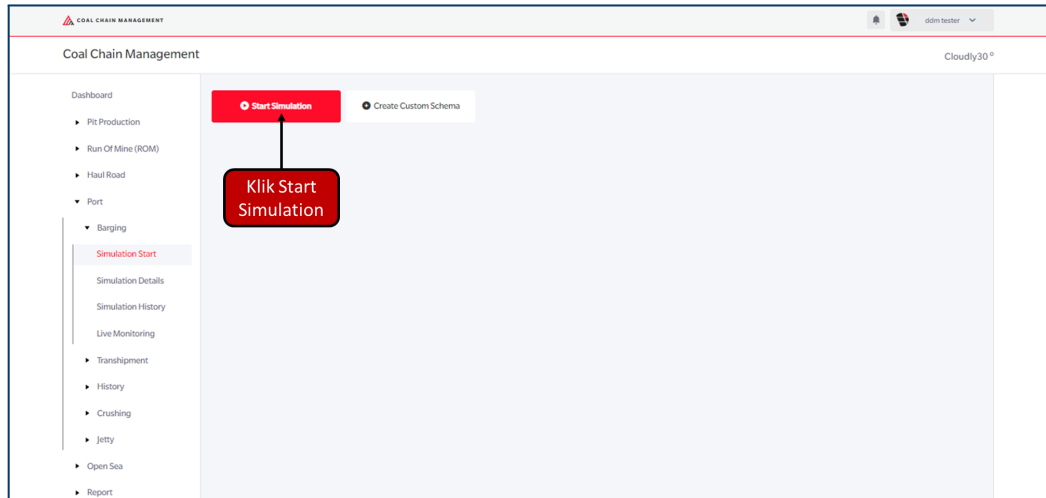 COAL CHAIN MANAGEMENT
ddm tester
Coal Chain Management
Cloudly30°
Dashboard
Pit Production
Run Of Mine (ROM)
Haul Road
Port
Barging
Simulation Start
Simulation Details
Simulation History
Live Monitoring
Transhipment
History
Crushing
Jetty
Open Sea
Report
Start Simulation
Create Custom Schema
Klik Start
Simulation